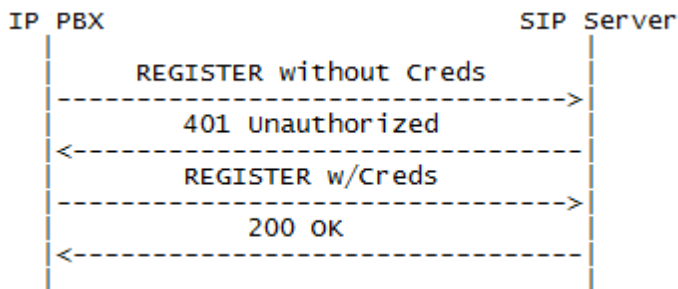 IP PBX SIP Server
REGISTER without Creds
401 Unauthorized
REGISTER w/Creds
200 OK